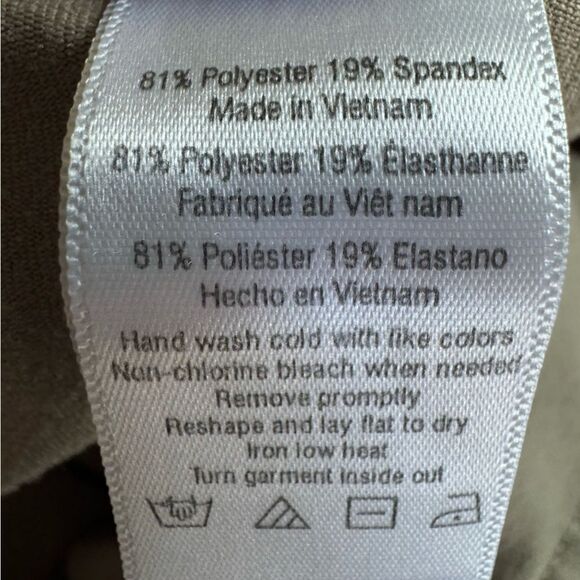 81% Polyester 19% Spandex
Made in Vietnam
81% Polyester 19% Élasthanne
Fabriqué au Viêt nam
81% Poliéster 19% Elastano
Hecho en Vietnam
Hand wash cold with like colors
Non-chlorine bleach when needed
Remove promptly
Reshape and lay flat to dry
Iron low heat
Turn garment inside out